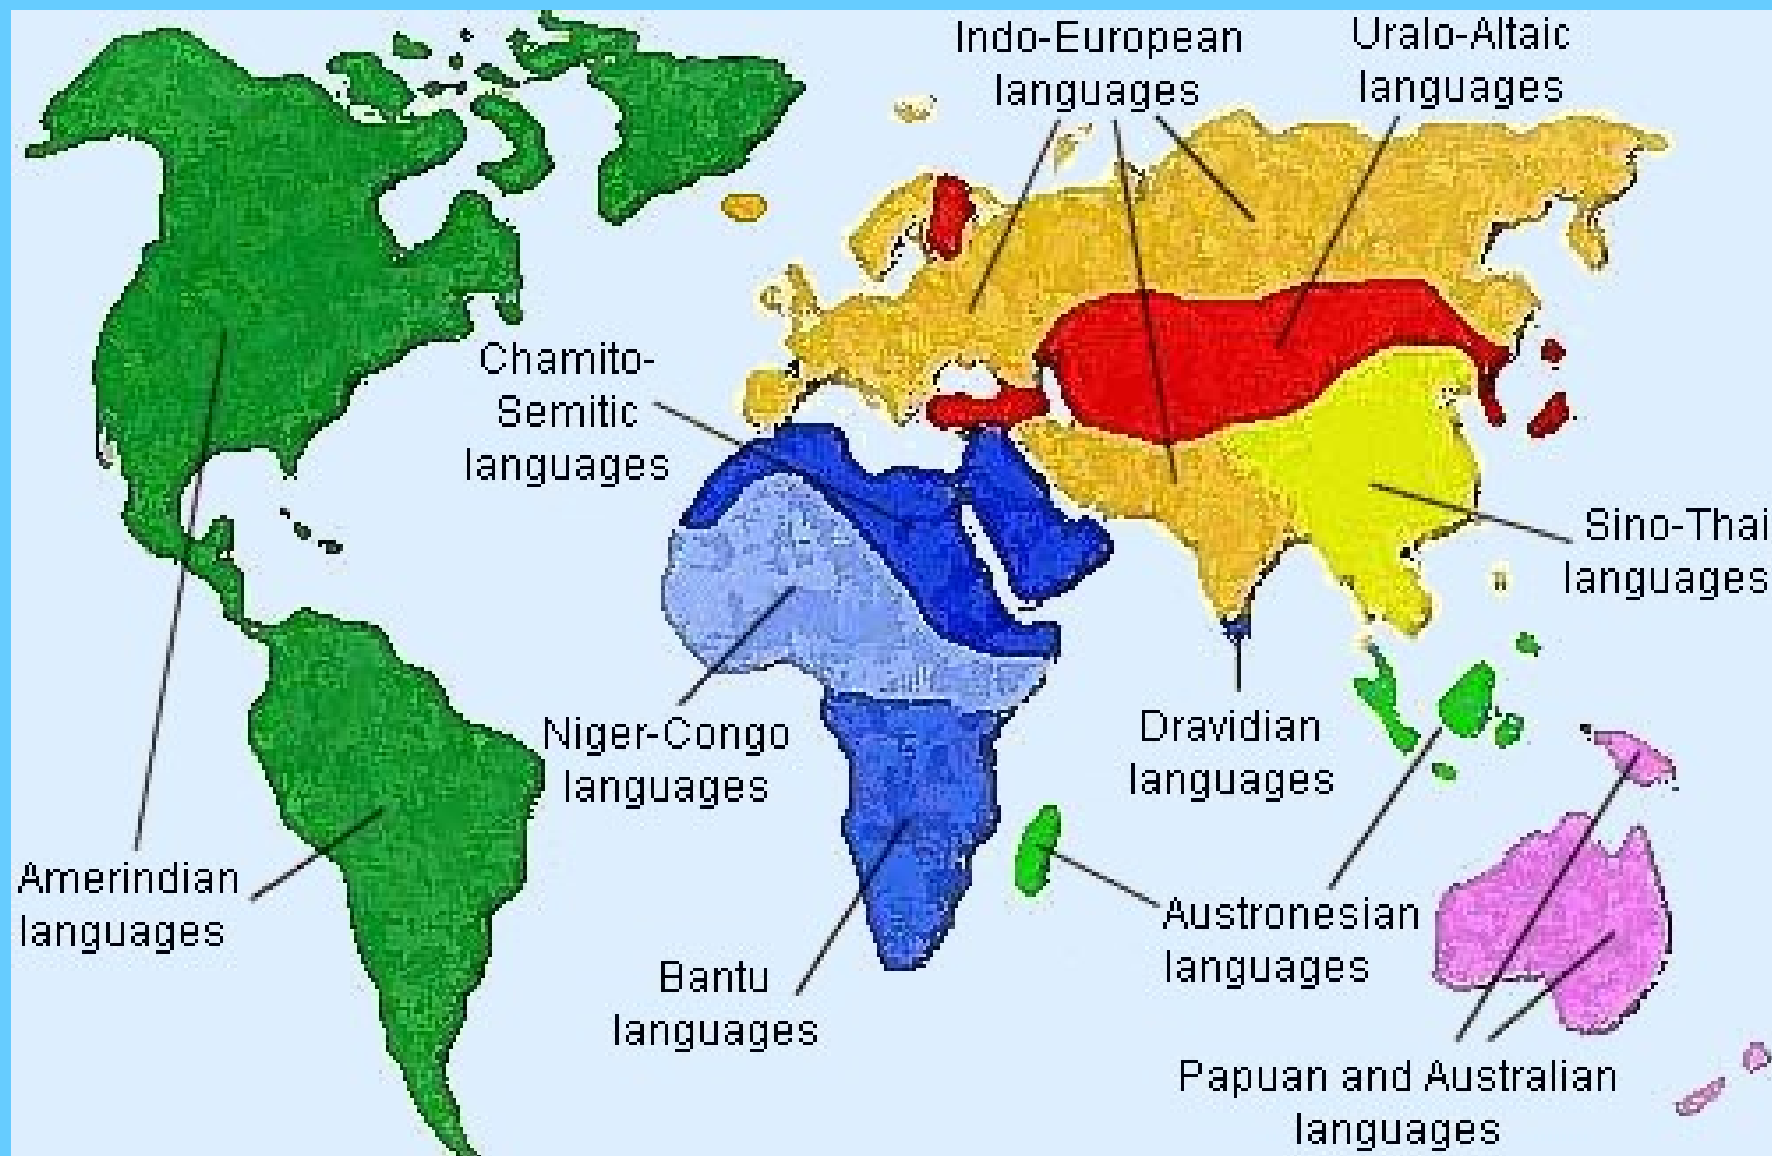 Indo-European
languages
Uralo-Altaic
languages
Chamito-
Semitic
languages
Sino-Thai
languages
Niger-Congo
languages
Dravidian
languages
Amerindian
languages
Austronesian
languages
Bantu
languages
Papuan and Australian
languages